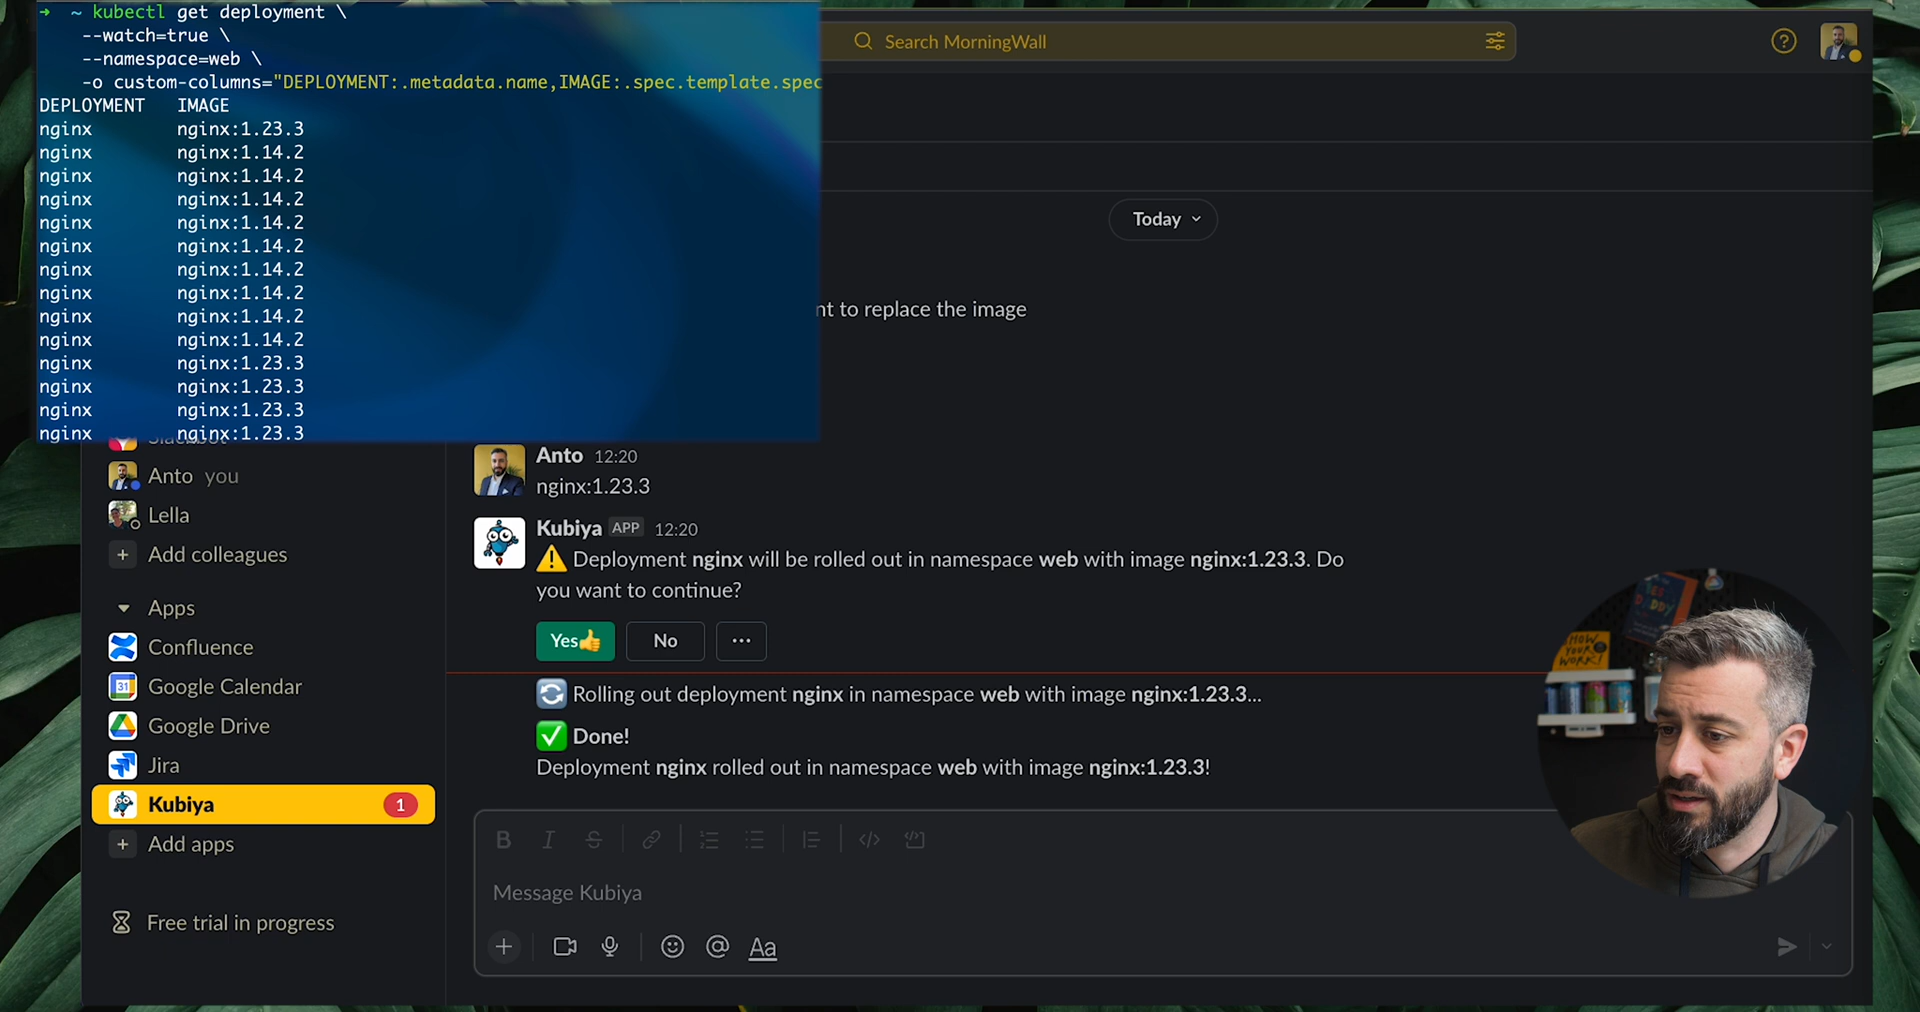 ➜ ~ kubectl get deployment \
--watch=true \
--namespace=web \
-o custom-columns="DEPLOYMENT:.metadata.name,IMAGE:.spec.template.spec
DEPLOYMENT IMAGE
nginx nginx:1.23.3
nginx nginx:1.14.2
nginx nginx:1.14.2
nginx nginx:1.14.2
nginx nginx:1.14.2
nginx nginx:1.14.2
nginx nginx:1.14.2
nginx nginx:1.14.2
nginx nginx:1.14.2
nginx nginx:1.14.2
nginx nginx:1.23.3
nginx nginx:1.23.3
nginx nginx:1.23.3
nginx nginx:1.23.3
Search MorningWall
Today
nt to replace the image
Slackbot
Anto you
Lella
+ Add colleagues
Apps
Confluence
31 Google Calendar
Google Drive
Jira
Kubiya 1
+ Add apps
Free trial in progress
Anto 12:20
nginx:1.23.3
Kubiya APP 12:20
⚠️ Deployment nginx will be rolled out in namespace web with image nginx:1.23.3. Do
you want to continue?
Yes👍 No ...
🔄 Rolling out deployment nginx in namespace web with image nginx:1.23.3...
✅ Done!
Deployment nginx rolled out in namespace web with image nginx:1.23.3!
B I S
Message Kubiya
+ @ Aa
YOUR
WORK!